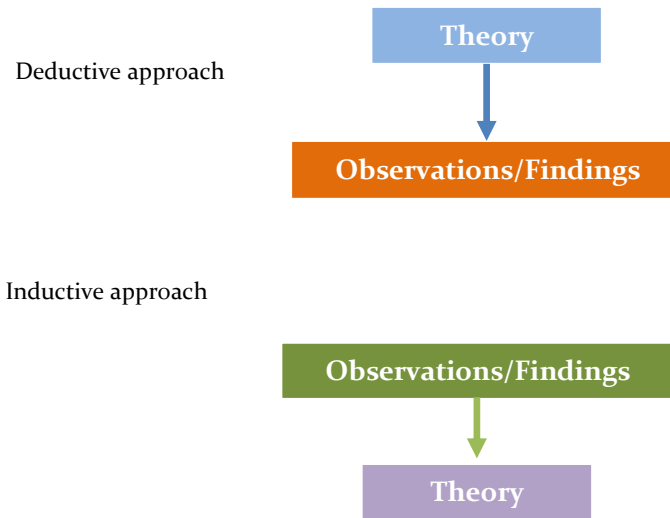 Theory
Deductive approach
Observations/Findings
Inductive approach
Observations/Findings
Theory